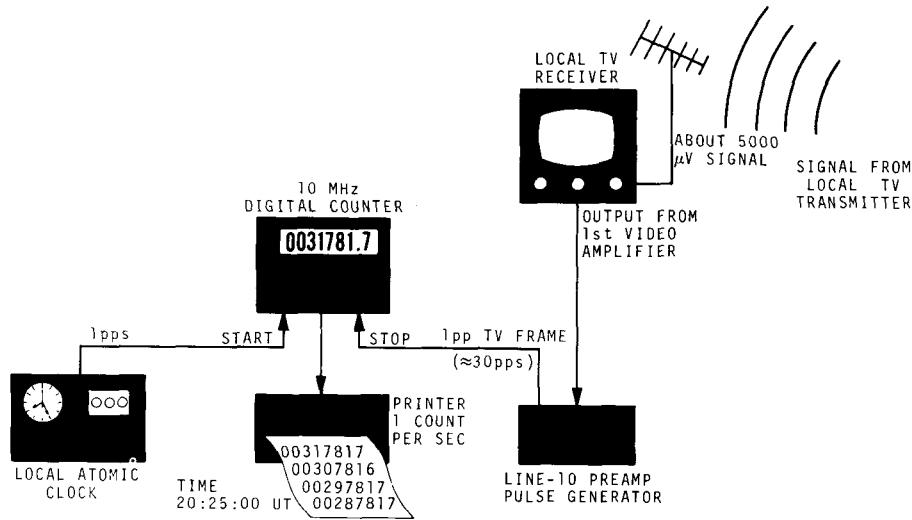 LOCAL TV
RECEIVER
ABOUT 5000
μV SIGNAL
SIGNAL FROM
LOCAL TV
TRANSMITTER
10 MHz
DIGITAL COUNTER
0031781.7
OUTPUT FROM
1st VIDEO
AMPLIFIER
1pps
START
STOP
1pp TV FRAME
(≈30pps)
000
LOCAL ATOMIC
CLOCK
PRINTER
1 COUNT
PER SEC
00317817
00307816
00297817
00287817
TIME
20:25:00 UT
LINE-10 PREAMP
PULSE GENERATOR